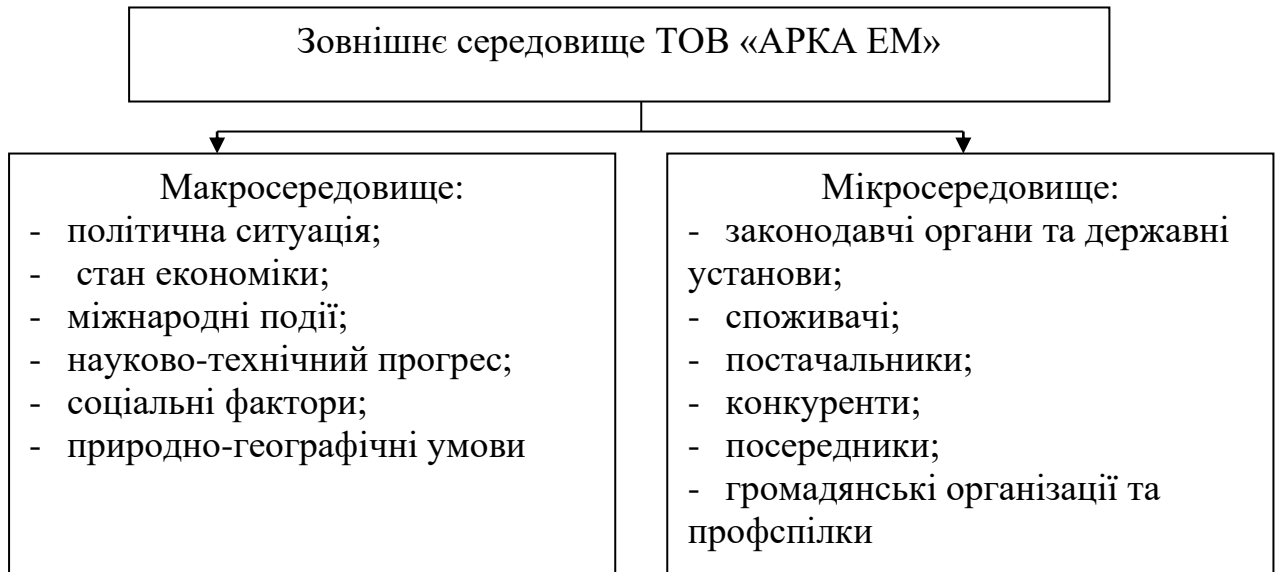 Зовнішнє середовище ТОВ «АРКА ЕМ»
Макросередовище:
- політична ситуація;
- стан економіки;
- міжнародні події;
- науково-технічний прогрес;
- соціальні фактори;
- природно-географічні умови
Мікросередовище:
- законодавчі органи та державні
установи;
- споживачі;
- постачальники;
- конкуренти;
- посередники;
- громадянські організації та
профспілки